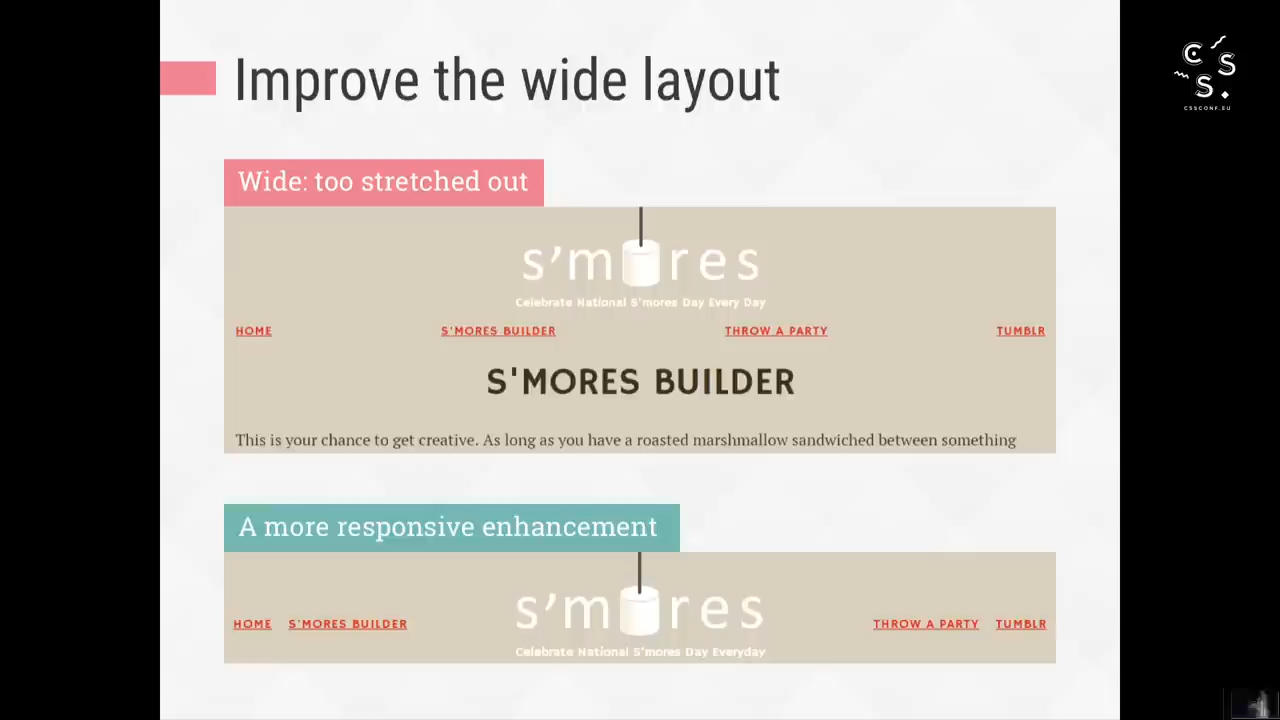 Improve the wide layout
C S S .
CSSCONF.EU
Wide: too stretched out
s'mores
Celebrate National S'mores Day Every Day
HOME S'MORES BUILDER THROW A PARTY TUMBLR
S'MORES BUILDER
This is your chance to get creative. As long as you have a roasted marshmallow sandwiched between something
A more responsive enhancement
s'mores
HOME S'MORES BUILDER THROW A PARTY TUMBLR
Celebrate National S'mores Day Everyday